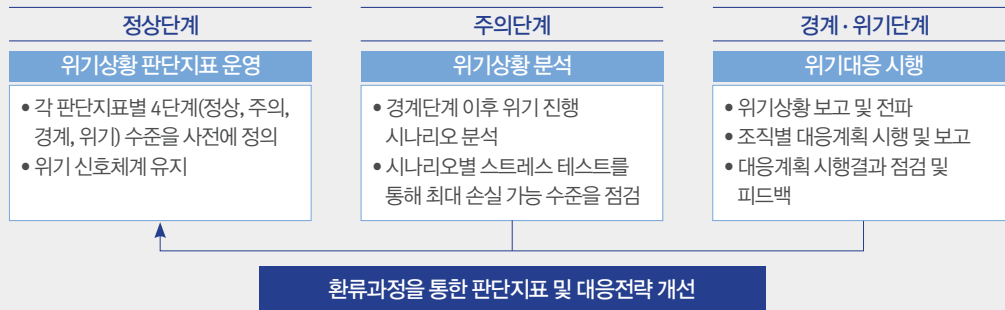 정상단계
위기상황 판단지표 운영
• 각 판단지표별 4단계(정상, 주의,
경계, 위기) 수준을 사전에 정의
• 위기 신호체계 유지
주의단계
위기상황 분석
• 경계단계 이후 위기 진행
시나리오 분석
• 시나리오별 스트레스 테스트를
통해 최대 손실 가능 수준을 점검
경계·위기단계
위기대응 시행
• 위기상황 보고 및 전파
• 조직별 대응계획 시행 및 보고
• 대응계획 시행결과 점검 및
피드백
환류과정을 통한 판단지표 및 대응전략 개선